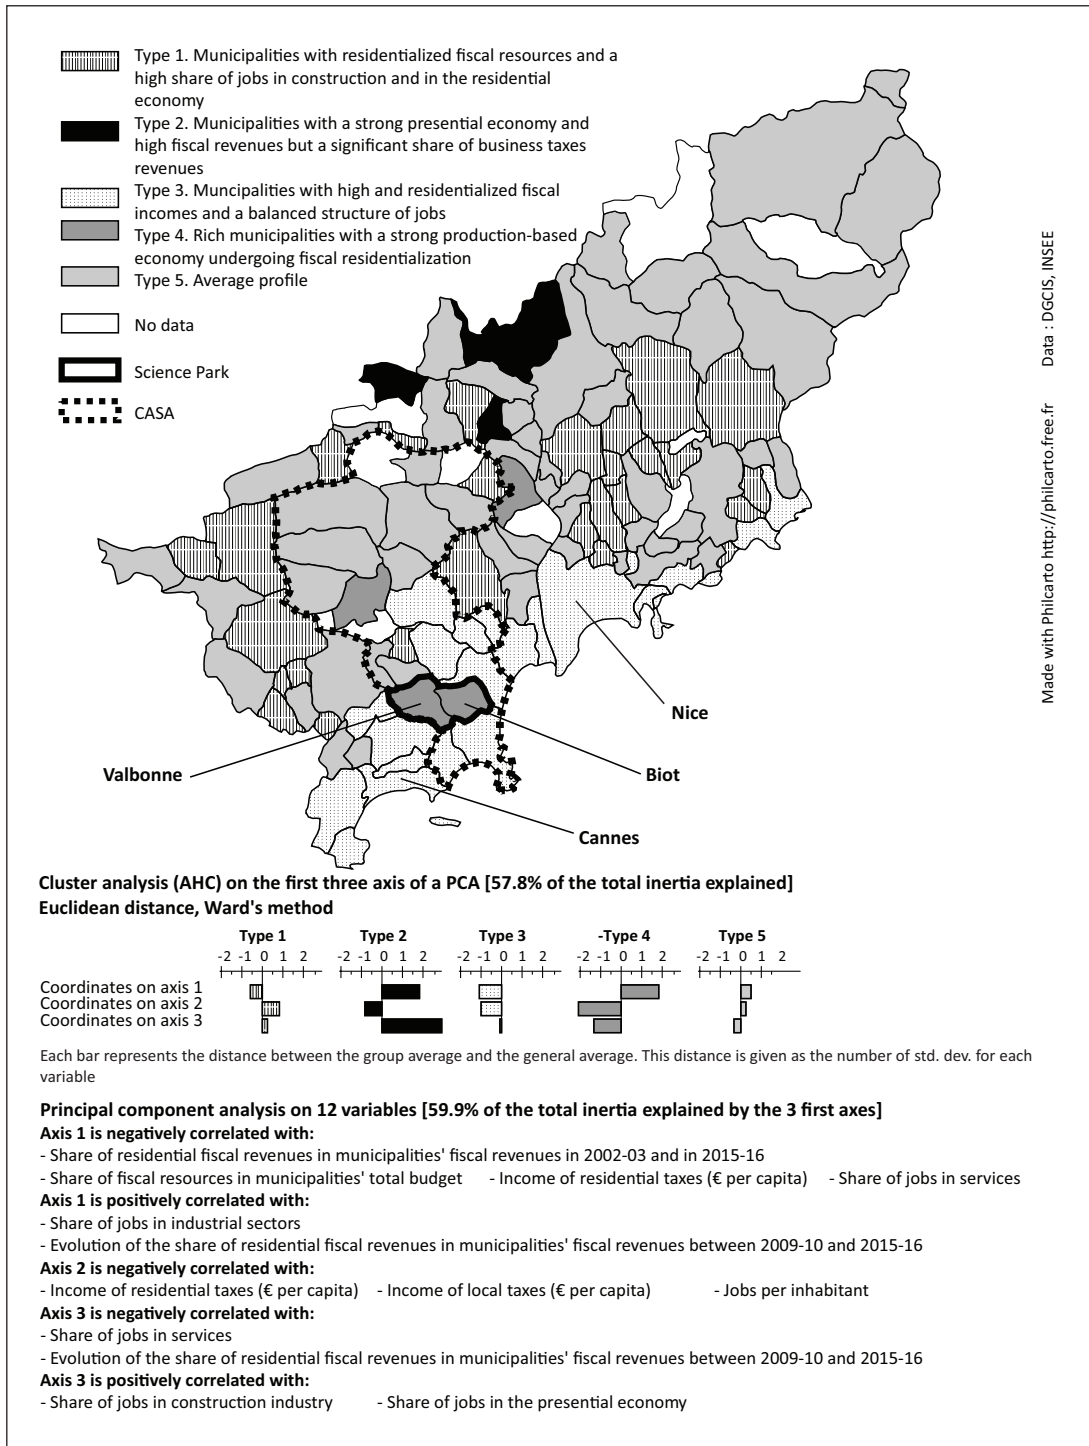 Type 1. Municipalities with residentialized fiscal resources and a
high share of jobs in construction and in the residential
economy
Type 2. Municipalities with a strong presential economy and
high fiscal revenues but a significant share of business taxes
revenues
Type 3. Muncipalities with high and residentialized fiscal
incomes and a balanced structure of jobs
Type 4. Rich municipalities with a strong production-based
economy undergoing fiscal residentialization
Type 5. Average profile
No data
Science Park
CASA
Made with Philcarto http://philcarto.free.fr Data : DGCIS, INSEE
Nice
Valbonne
Biot
Cannes
Cluster analysis (AHC) on the first three axis of a PCA [57.8% of the total inertia explained]
Euclidean distance, Ward's method
Type 1 Type 2 Type 3 -Type 4 Type 5
-2 -1 0 1 2 -2 -1 0 1 2 -2 -1 0 1 2 -2 -1 0 1 2 -2 -1 0 1 2
Coordinates on axis 1
Coordinates on axis 2
Coordinates on axis 3
Each bar represents the distance between the group average and the general average. This distance is given as the number of std. dev. for each
variable
Principal component analysis on 12 variables [59.9% of the total inertia explained by the 3 first axes]
Axis 1 is negatively correlated with:
- Share of residential fiscal revenues in municipalities' fiscal revenues in 2002-03 and in 2015-16
- Share of fiscal resources in municipalities' total budget - Income of residential taxes (€ per capita) - Share of jobs in services
Axis 1 is positively correlated with:
- Share of jobs in industrial sectors
- Evolution of the share of residential fiscal revenues in municipalities' fiscal revenues between 2009-10 and 2015-16
Axis 2 is negatively correlated with:
- Income of residential taxes (€ per capita) - Income of local taxes (€ per capita) - Jobs per inhabitant
Axis 3 is negatively correlated with:
- Share of jobs in services
- Evolution of the share of residential fiscal revenues in municipalities' fiscal revenues between 2009-10 and 2015-16
Axis 3 is positively correlated with:
- Share of jobs in construction industry - Share of jobs in the presential economy